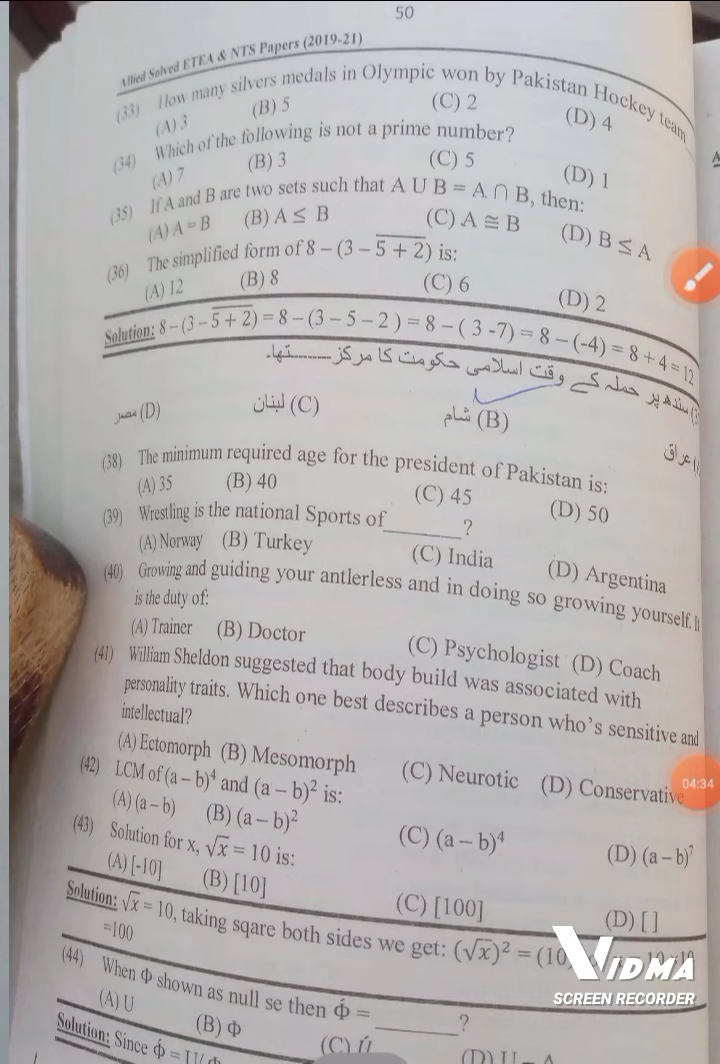 50
Allied Solved ETEA & NTS Papers (2019-21)
(33) How many silvers medals in Olympic won by Pakistan Hockey team
(A) 3 (B) 5 (C) 2 (D) 4
(34) Which of the following is not a prime number?
(A) 7 (B) 3 (C) 5 (D) 1
(35) If A and B are two sets such that A U B = A ∩ B, then:
(A) A = B (B) A ≤ B (C) A ≅ B (D) B ≤ A
(36) The simplified form of 8 – (3 – 5̅ ̅+̅ ̅2̅) is:
(A) 12 (B) 8 (C) 6 (D) 2
Solution: 8 – (3 – 5̅ ̅+̅ ̅2̅) = 8 – (3 – 5 – 2 ) = 8 – ( 3 -7) = 8 – (-4) = 8 + 4 = 12
سندھ پر حملہ کے وقت اسلامی حکومت کا مرکز ــــــــ تھا۔
عراق (B) شام (C) لبنان (D) مصر
(38) The minimum required age for the president of Pakistan is:
(A) 35 (B) 40 (C) 45 (D) 50
(39) Wrestling is the national Sports of ________?
(A) Norway (B) Turkey (C) India (D) Argentina
(40) Growing and guiding your antlerless and in doing so growing yourself. It
is the duty of:
(A) Trainer (B) Doctor (C) Psychologist (D) Coach
(41) William Sheldon suggested that body build was associated with
personality traits. Which one best describes a person who's sensitive and
intellectual?
(A) Ectomorph (B) Mesomorph (C) Neurotic (D) Conservative
04:34
(42) LCM of (a – b)⁴ and (a – b)² is:
(A) (a – b) (B) (a – b)² (C) (a – b)⁴ (D) (a – b)⁷
(43) Solution for x, √x = 10 is:
(A) [-10] (B) [10] (C) [100] (D) [ ]
Solution: √x = 10, taking sqare both sides we get: (√x)² = (10)
=100
VIDMA
SCREEN RECORDER
(44) When Φ shown as null se then Φ́ = ________?
(A) U (B) Φ (C) Ú (D) U – A
Solution: Since Φ́ = U/ Φ